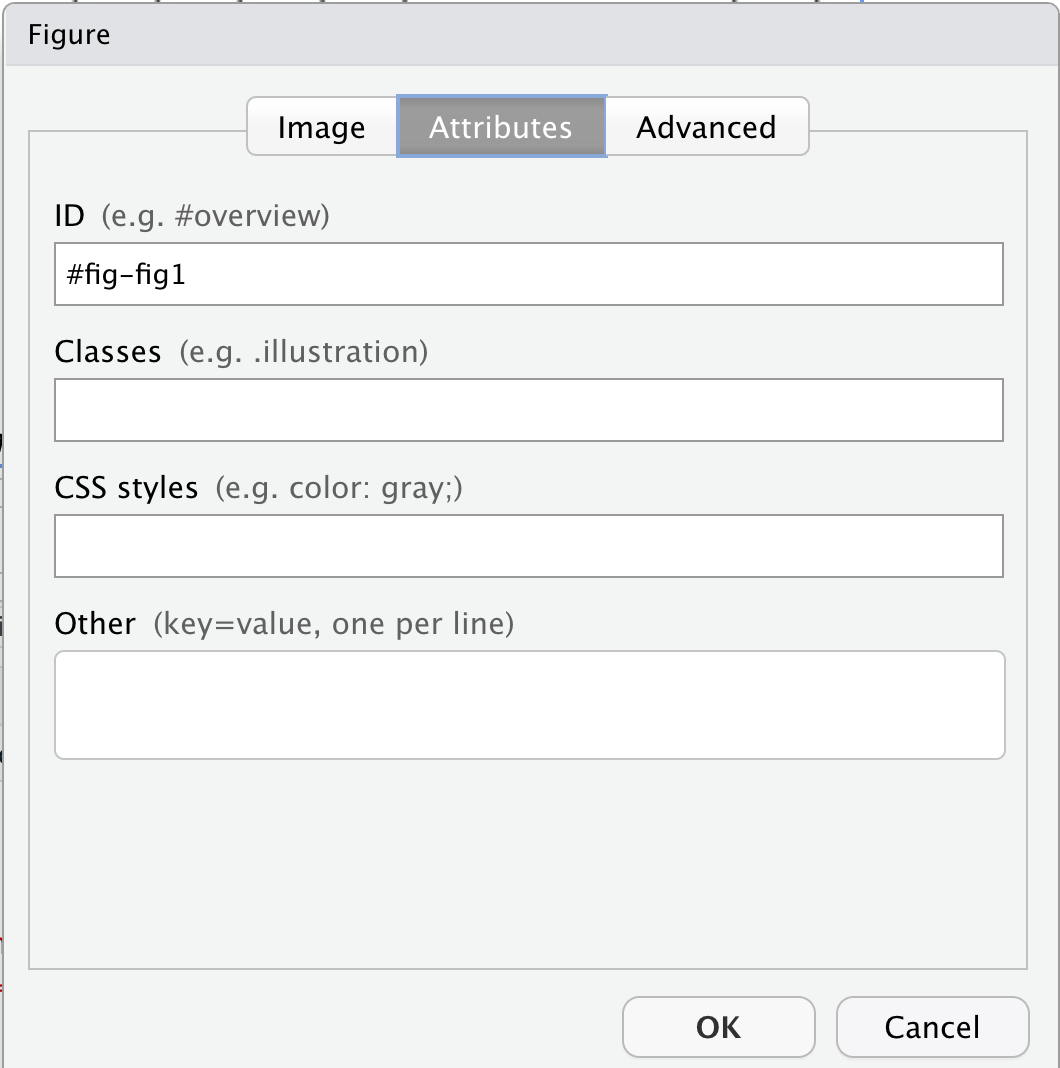 Figure
Image Attributes Advanced
ID (e.g. #overview)
#fig-fig1
Classes (e.g. .illustration)
CSS styles (e.g. color: gray;)
Other (key=value, one per line)
OK Cancel